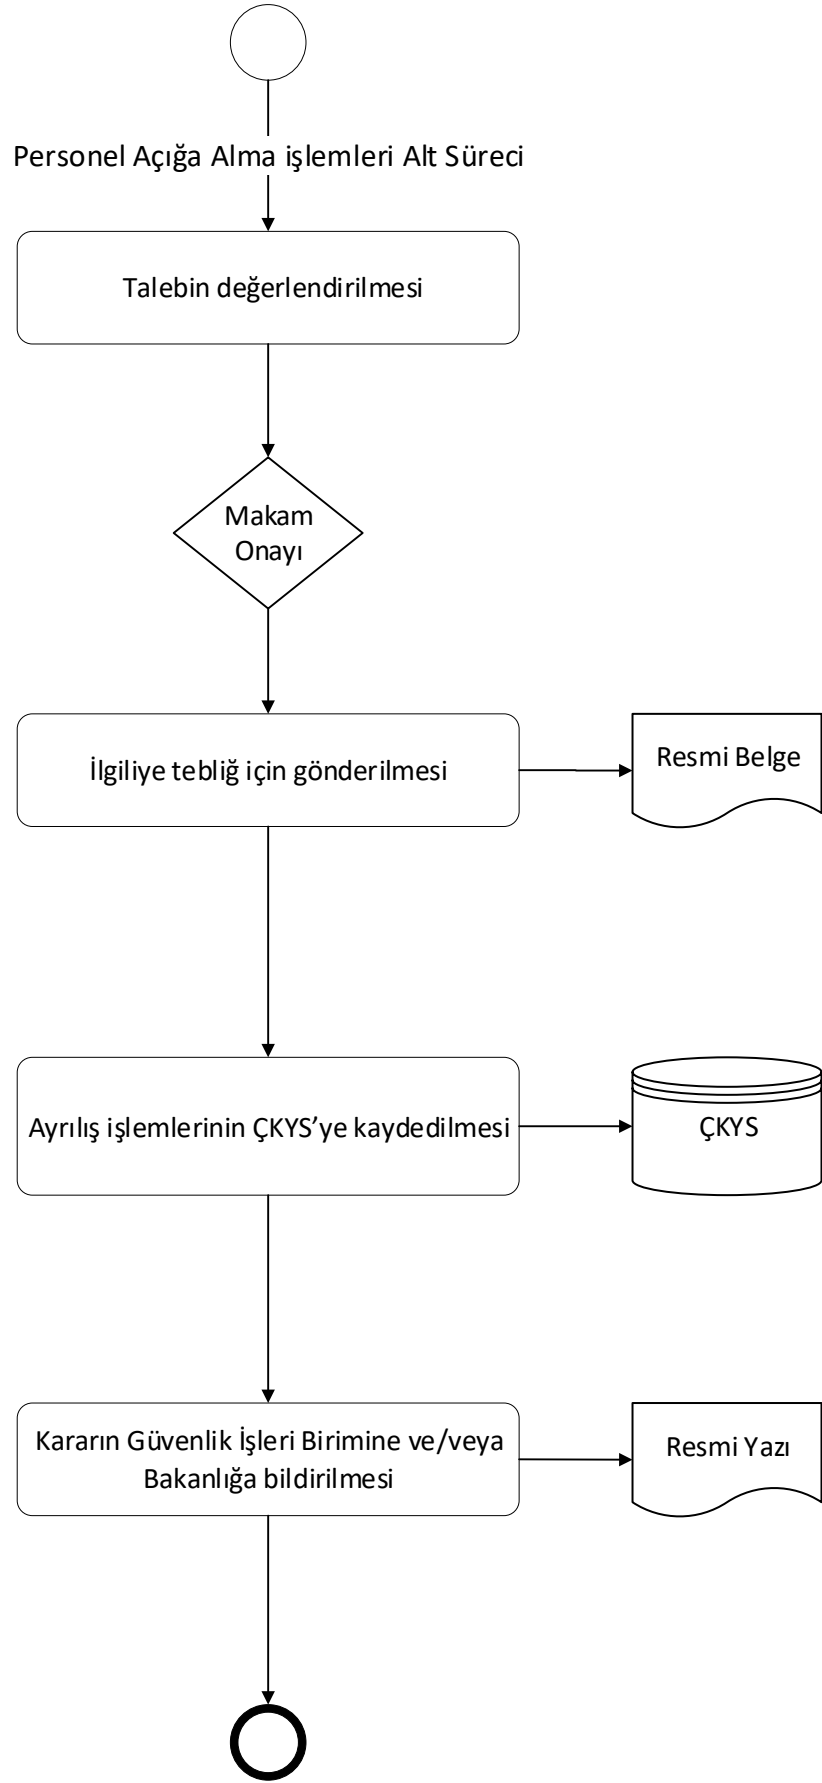 Personel Açığa Alma işlemleri Alt Süreci
Talebin değerlendirilmesi
Makam
Onayı
İlgiliye tebliğ için gönderilmesi
Resmi Belge
Ayrılış işlemlerinin ÇKYS’ye kaydedilmesi
ÇKYS
Kararın Güvenlik İşleri Birimine ve/veya
Bakanlığa bildirilmesi
Resmi Yazı